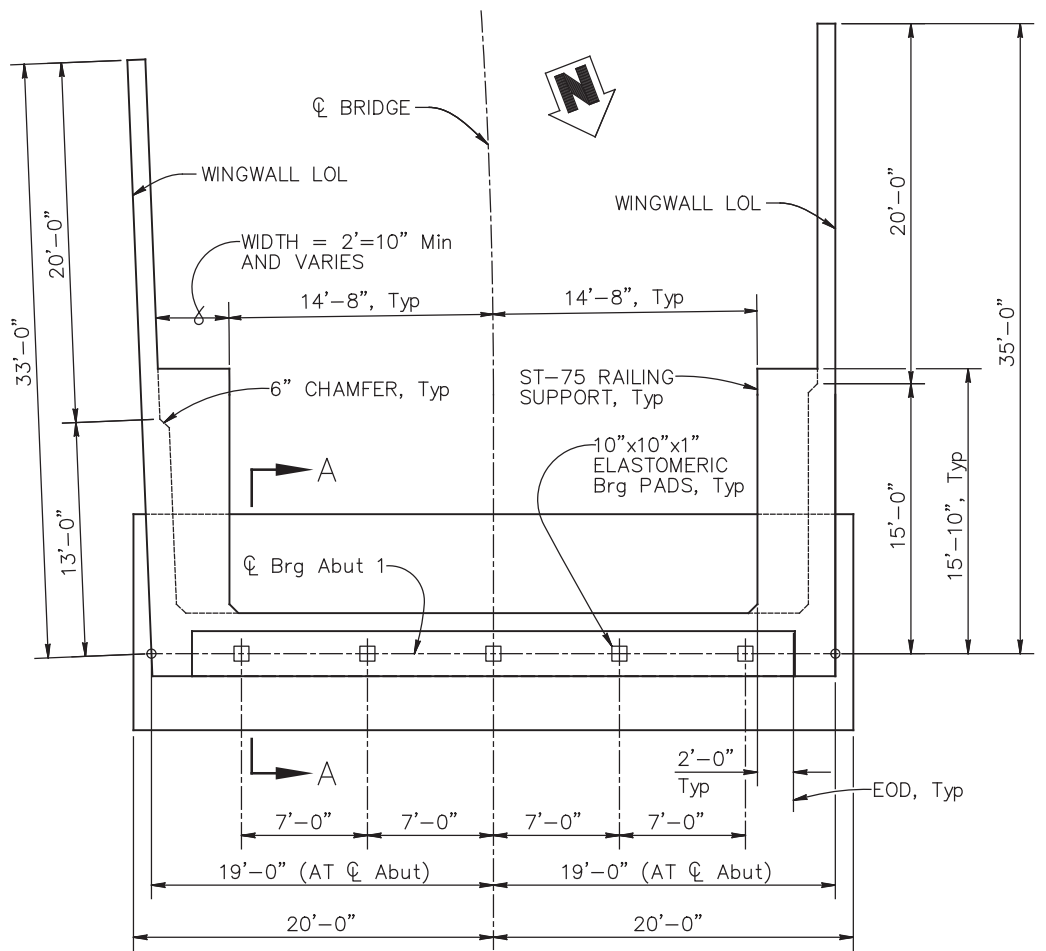 ℄ BRIDGE
N
WINGWALL LOL
WINGWALL LOL
WIDTH = 2'=10" Min
AND VARIES
20'-0"
20'-0"
33'-0"
35'-0"
14'-8", Typ
14'-8", Typ
6" CHAMFER, Typ
ST-75 RAILING
SUPPORT, Typ
10"x10"x1"
ELASTOMERIC
Brg PADS, Typ
A
13'-0"
15'-0"
15'-10", Typ
℄ Brg Abut 1
A
2'-0"
Typ
EOD, Typ
7'-0"
7'-0"
7'-0"
7'-0"
19'-0" (AT ℄ Abut)
19'-0" (AT ℄ Abut)
20'-0"
20'-0"